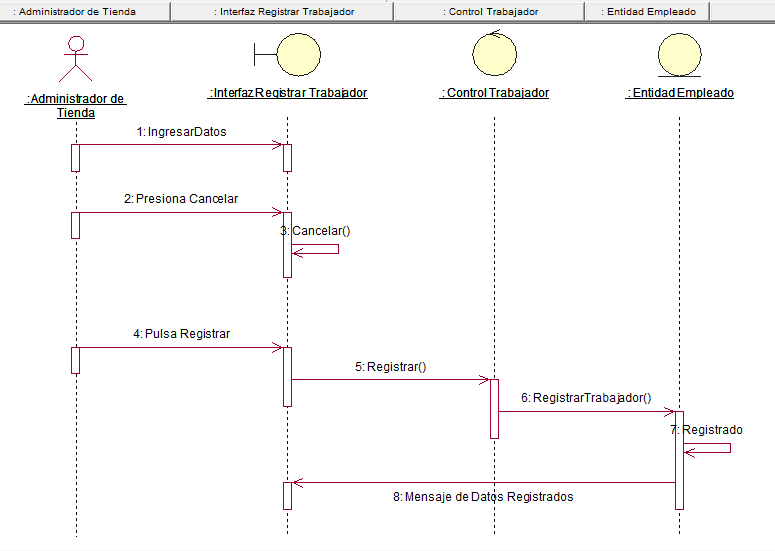 : Administrador de Tienda
: Interfaz Registrar Trabajador
: Control Trabajador
: Entidad Empleado
:Administrador de
Tienda
:Interfaz Registrar Trabajador
:Control Trabajador
:Entidad Empleado
1: IngresarDatos
2: Presiona Cancelar
3: Cancelar()
4: Pulsa Registrar
5: Registrar()
6: RegistrarTrabajador()
7: Registrado
8: Mensaje de Datos Registrados